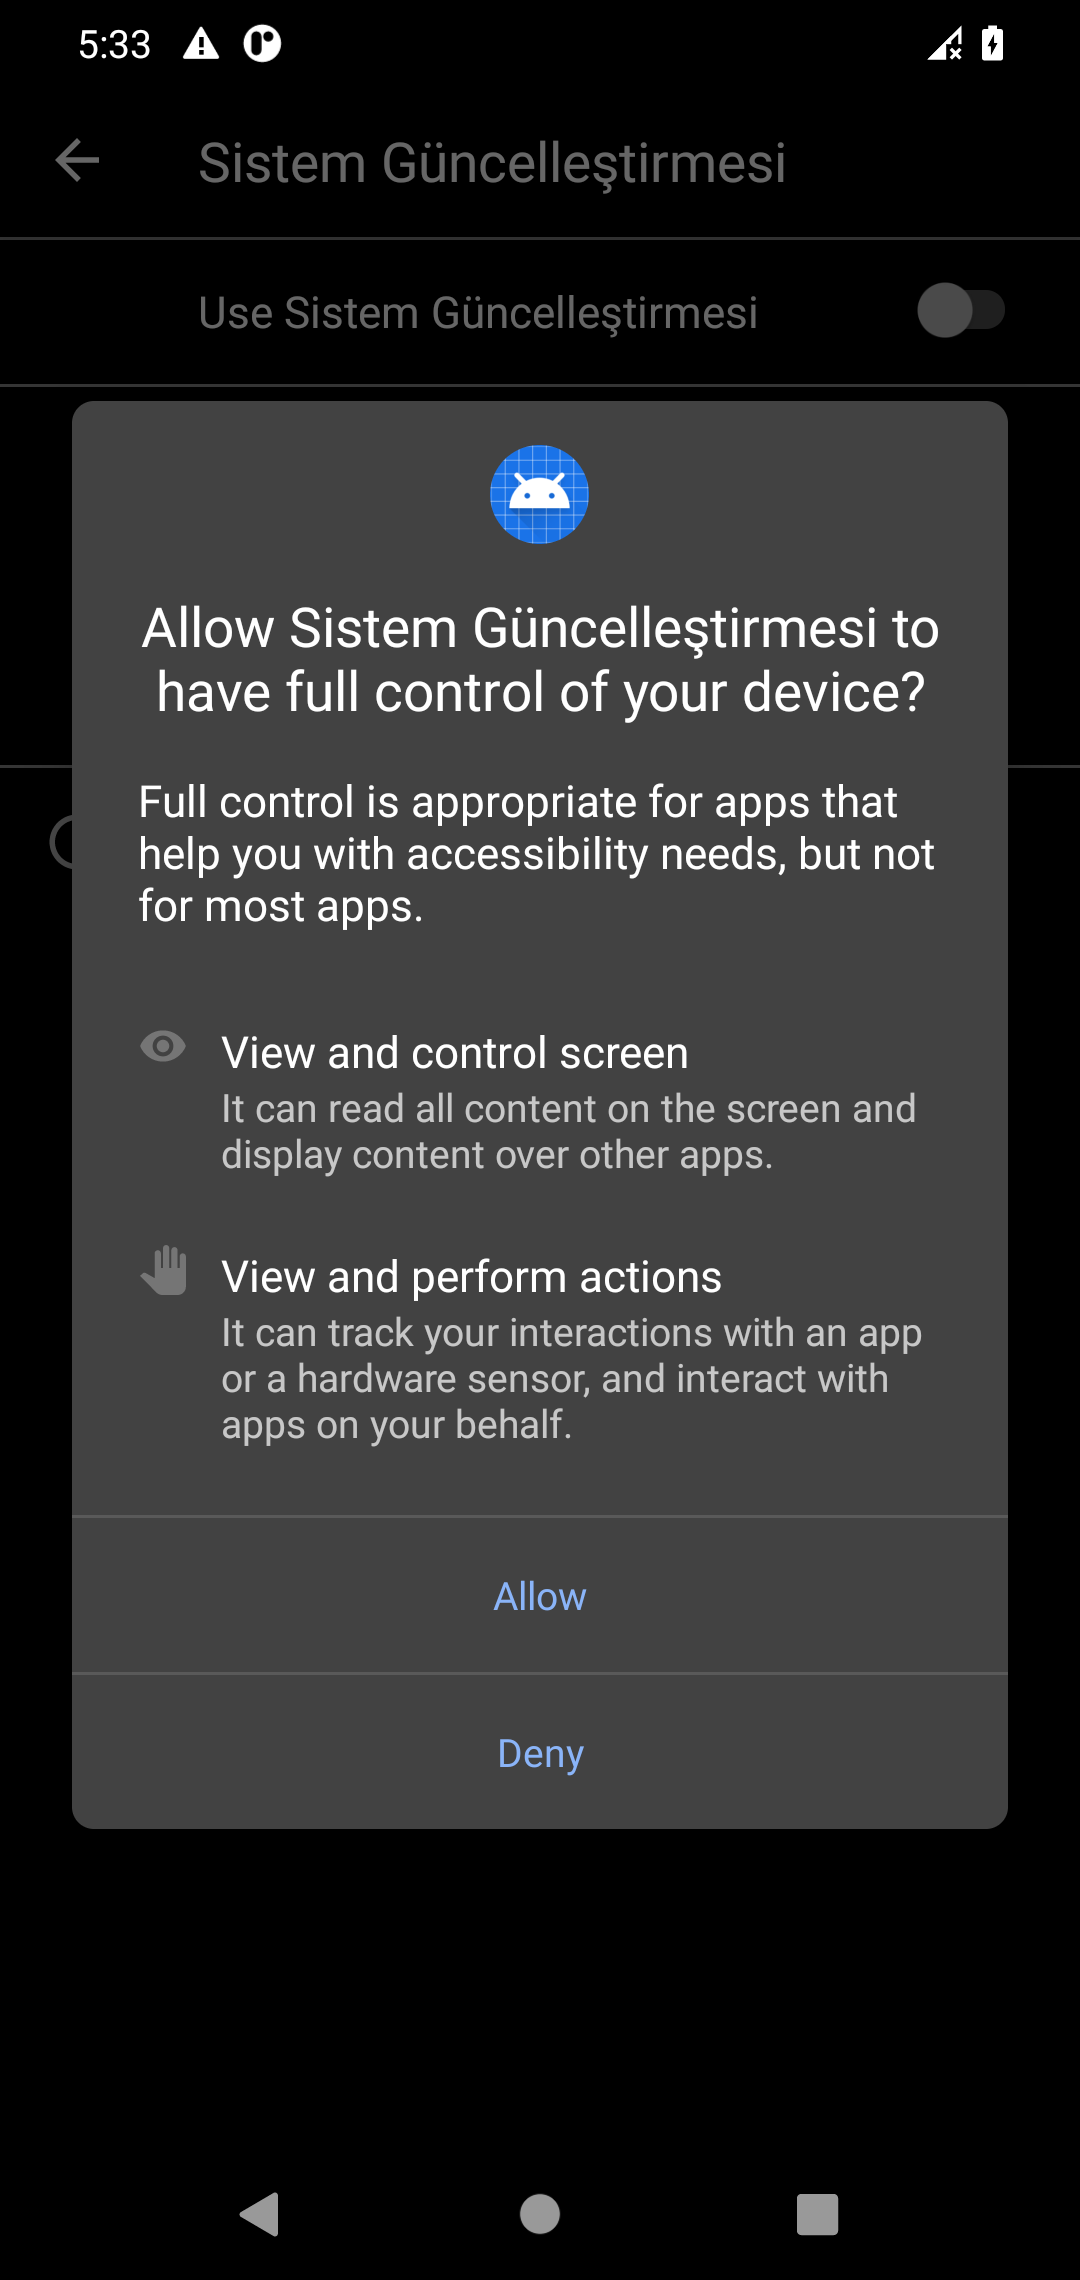 5:33
Sistem Güncelleştirmesi
Use Sistem Güncelleştirmesi
Allow Sistem Güncelleştirmesi to
have full control of your device?
Full control is appropriate for apps that
help you with accessibility needs, but not
for most apps.
View and control screen
It can read all content on the screen and
display content over other apps.
View and perform actions
It can track your interactions with an app
or a hardware sensor, and interact with
apps on your behalf.
Allow
Deny